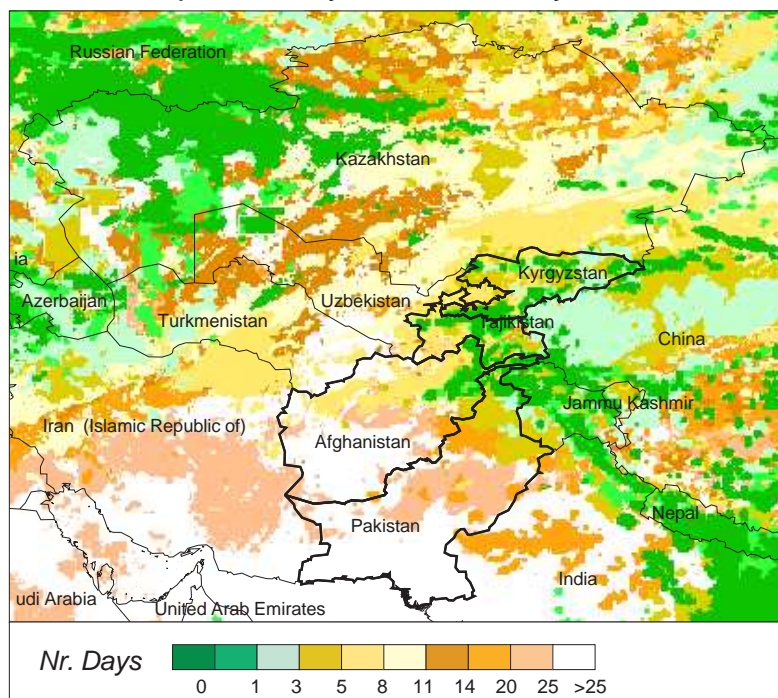 Russian Federation
Kazakhstan
ia
Kyrgyzstan
Azerbaijan
Uzbekistan
Turkmenistan
Tajikistan
China
Jammu Kashmir
Iran (Islamic Republic of)
Afghanistan
Nepal
Pakistan
India
udi Arabia
United Arab Emirates
Nr. Days
0 1 3 5 8 11 14 20 25 >25